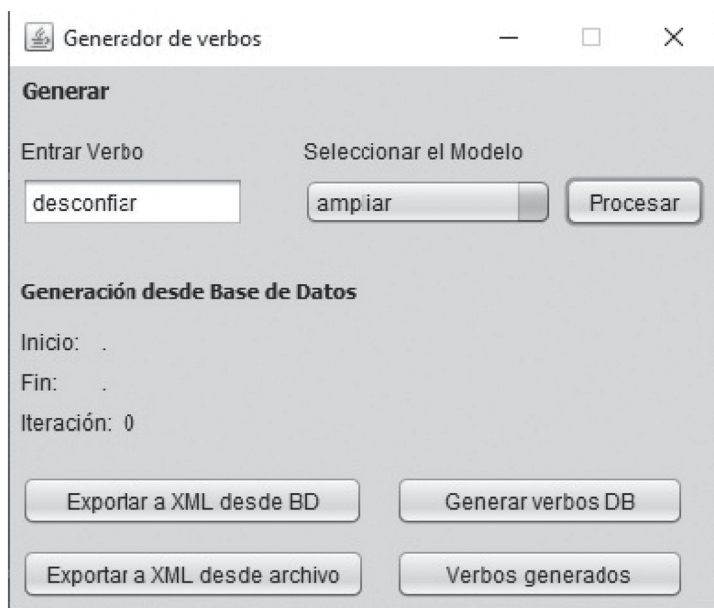 Generador de verbos
Generar
Entrar Verbo Seleccionar el Modelo
desconfiar ampliar Procesar
Generación desde Base de Datos
Inicio: .
Fin: .
Iteración: 0
Exportar a XML desde BD Generar verbos DB
Exportar a XML desde archivo Verbos generados